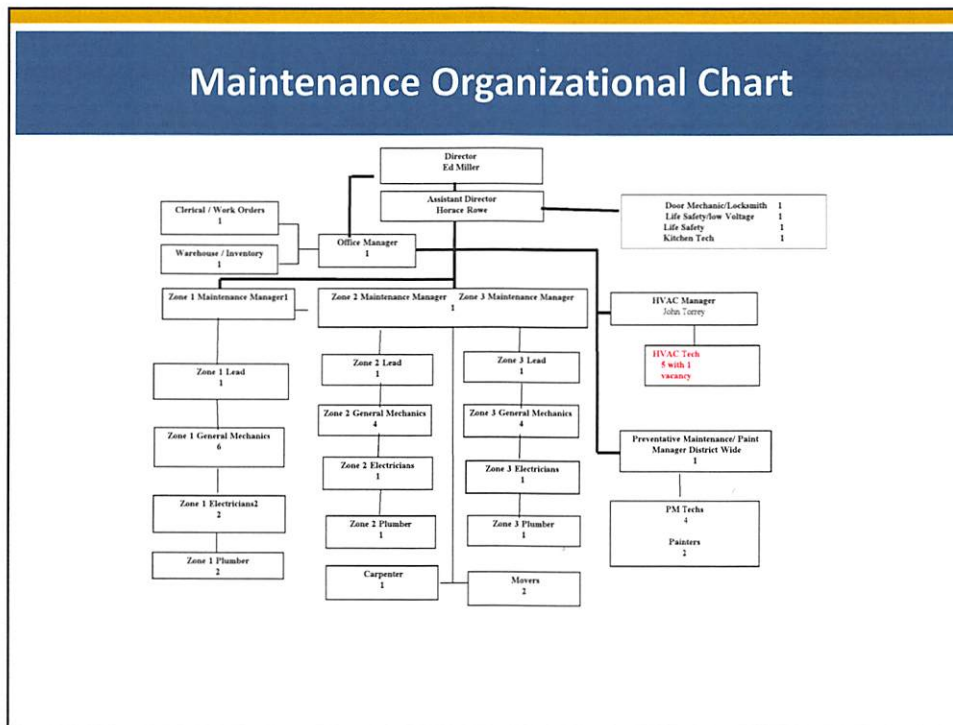 Maintenance Organizational Chart
Director
Ed Miller
Assistant Director
Horace Rowe
Clerical / Work Orders
1
Warehouse / Inventory
1
Office Manager
1
Door Mechanic/Locksmith 1
Life Safety/low Voltage 1
Life Safety 1
Kitchen Tech 1
Zone 1 Maintenance Manager1
Zone 2 Maintenance Manager Zone 3 Maintenance Manager
1
HVAC Manager
John Torrey
HVAC Tech
5 with 1
vacancy
Zone 1 Lead
1
Zone 2 Lead
1
Zone 3 Lead
1
Zone 1 General Mechanics
6
Zone 2 General Mechanics
4
Zone 3 General Mechanics
4
Preventative Maintenance/ Paint
Manager District Wide
1
Zone 2 Electricians
1
Zone 3 Electricians
1
Zone 1 Electricians2
2
Zone 2 Plumber
1
Zone 3 Plumber
1
PM Techs
4
Painters
2
Zone 1 Plumber
2
Carpenter
1
Movers
2